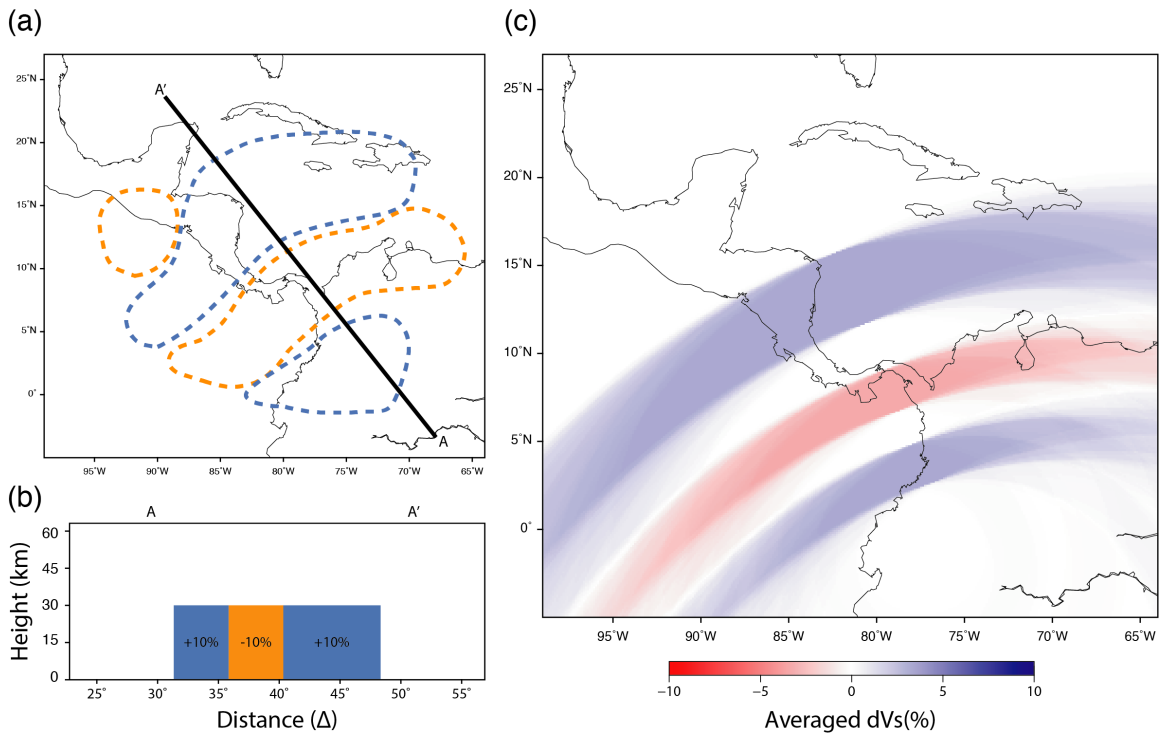 (a)
25°N
20°N
15°N
10°N
5°N
0°
A'
A
95°W 90°W 85°W 80°W 75°W 70°W 65°W
(b)
A A'
Height (km)
60
45
30
15
0
+10% -10% +10%
25° 30° 35° 40° 45° 50° 55°
Distance (Δ)
(c)
25°N
20°N
15°N
10°N
5°N
0°
95°W 90°W 85°W 80°W 75°W 70°W 65°W
−10 −5 0 5 10
Averaged dVs(%)